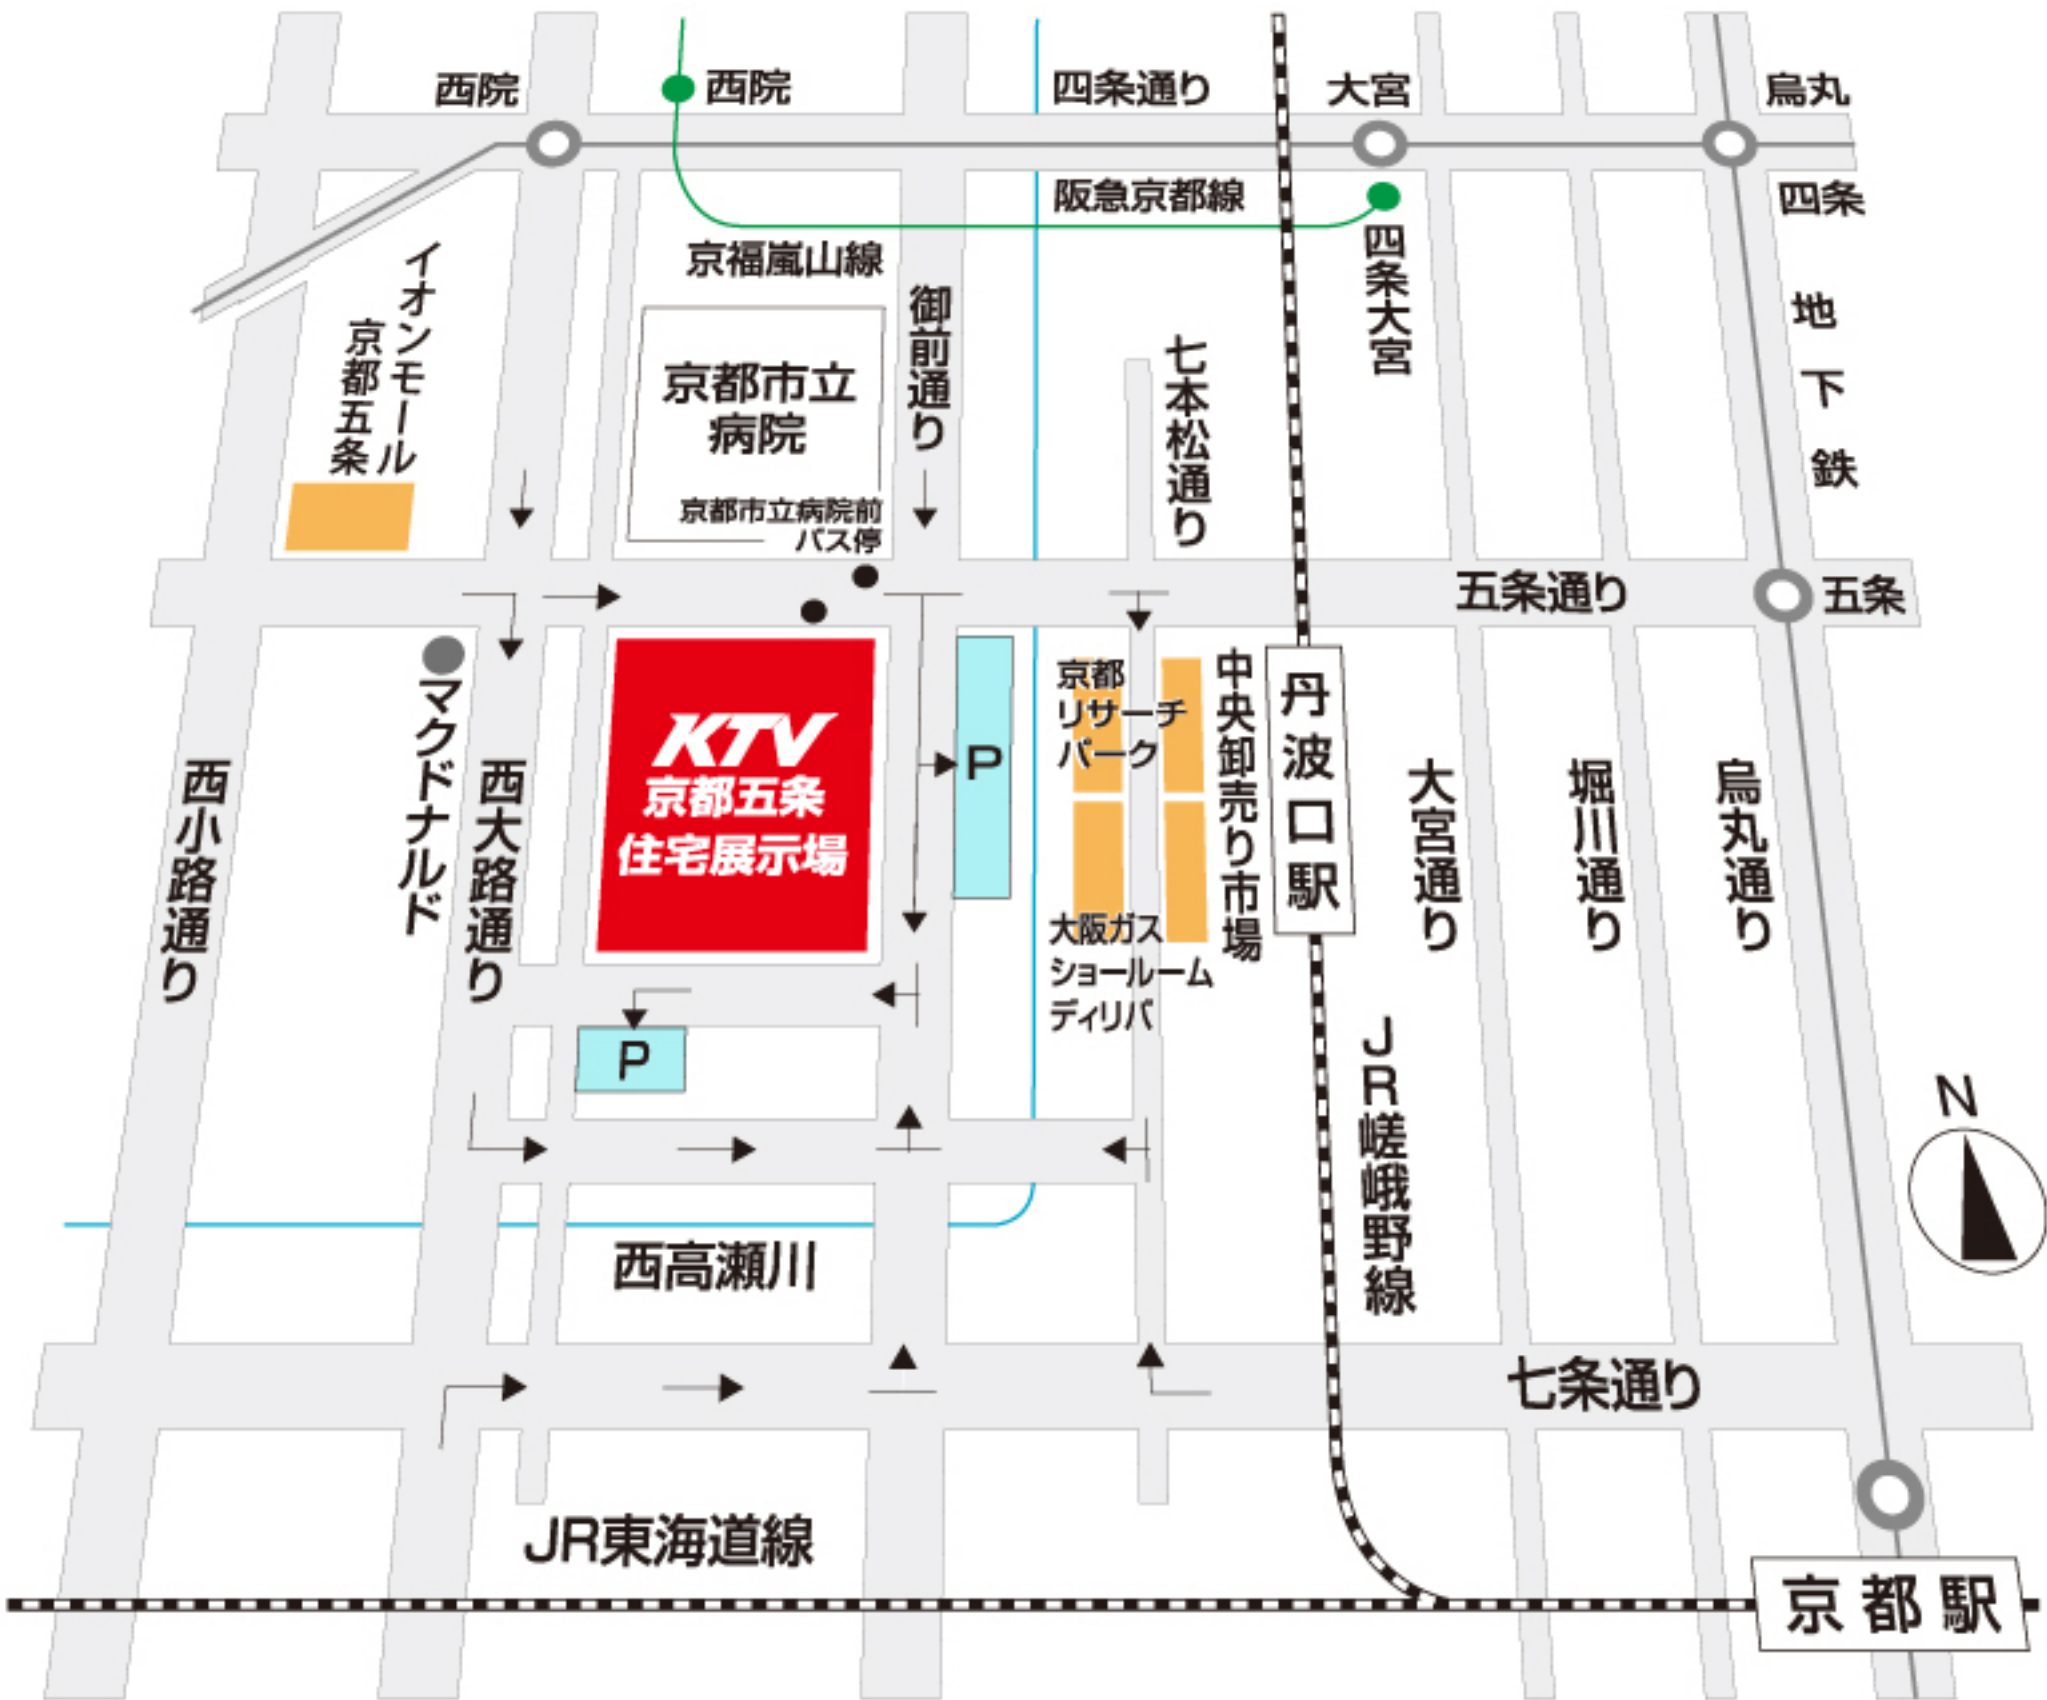 西院
西院
四条通り
大宮
烏丸
阪急京都線
四条
京福嵐山線
四条大宮
イオンモール
京都五条
御前通り
地下鉄
七本松通り
京都市立
病院
京都市立病院前
バス停
五条通り
五条
マクドナルド
KTV
京都五条
住宅展示場
P
京都
リサーチ
パーク
中央卸売り市場
丹波口駅
西小路通り
西大路通り
大宮通り
堀川通り
烏丸通り
大阪ガス
ショールーム
ディリパ
P
JR嵯峨野線
N
西高瀬川
七条通り
JR東海道線
京都駅